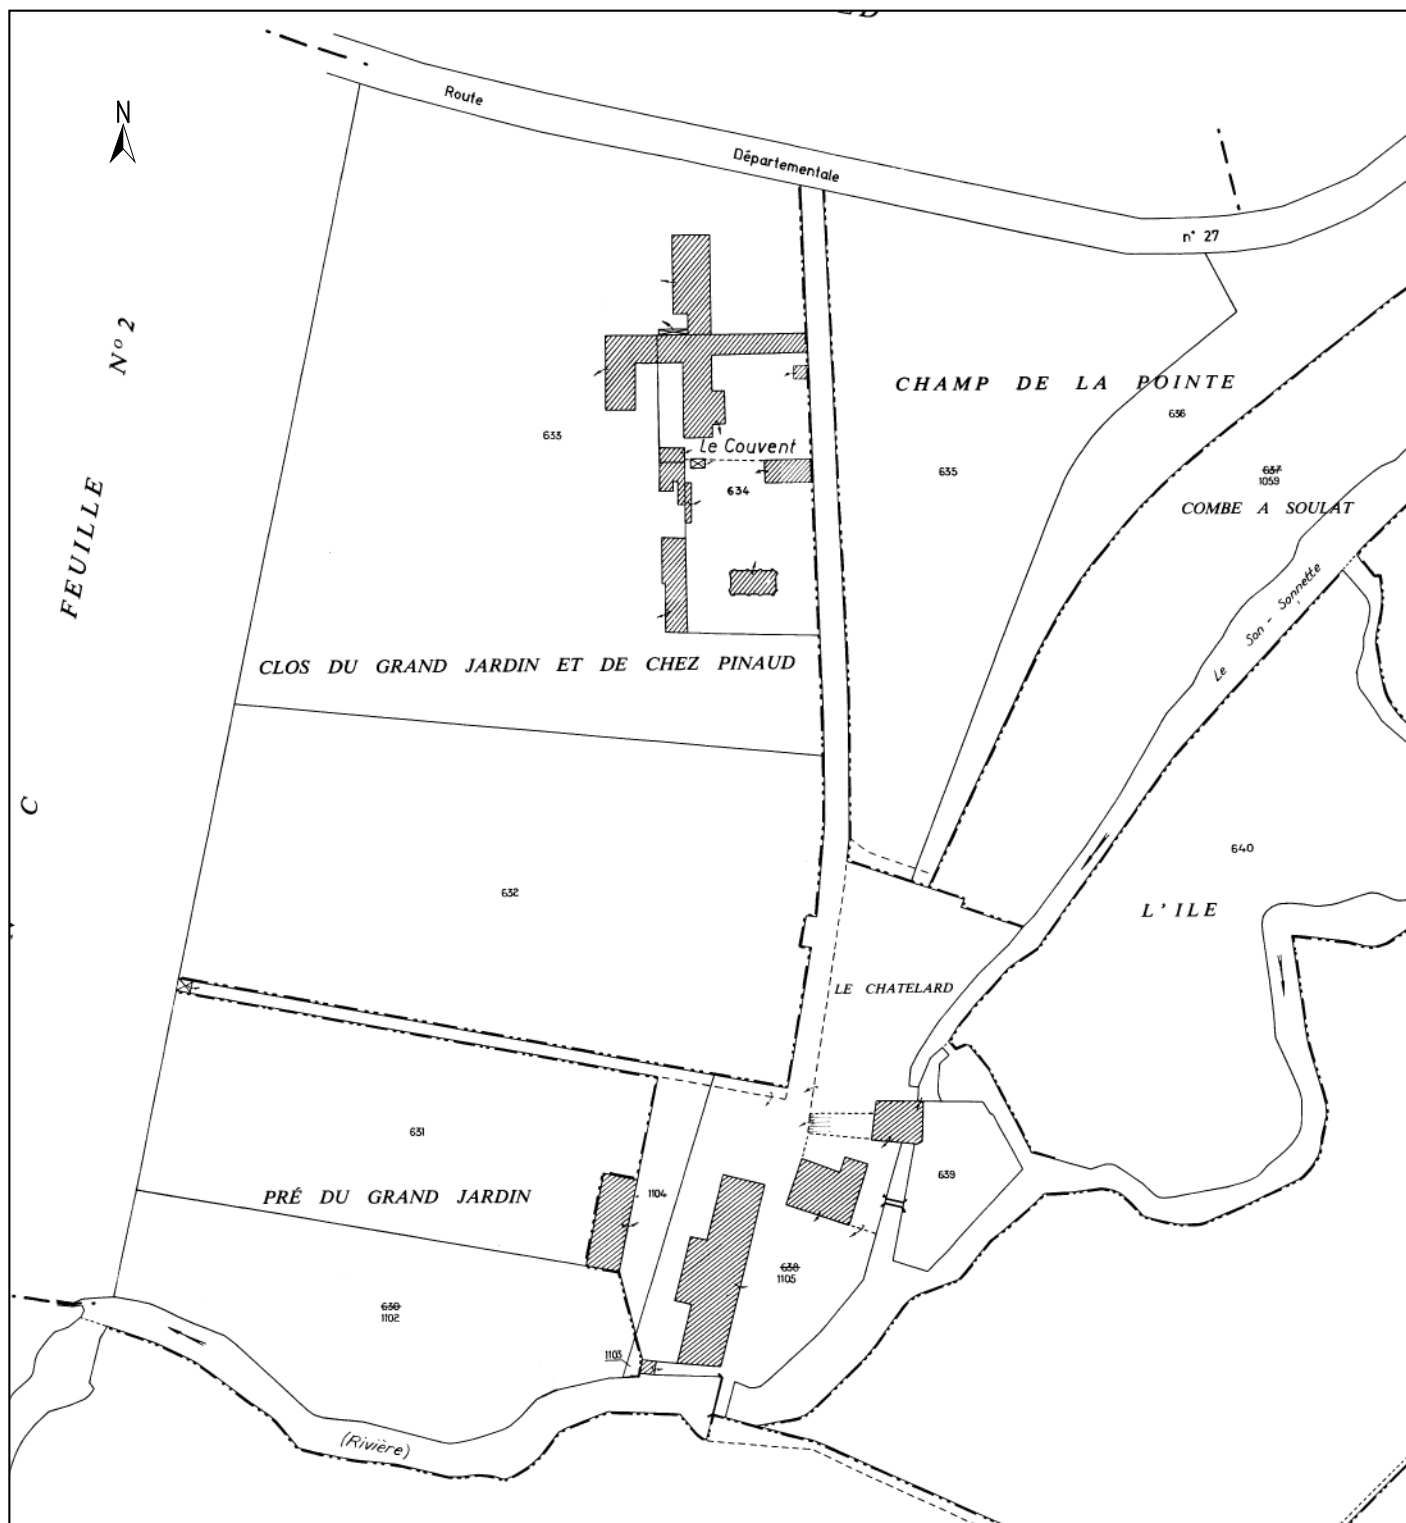 N
Route
Départementale
n° 27
FEUILLE N° 2
C
CHAMP DE LA POINTE
636
633
Le Couvent
635
637
1059
634
COMBE A SOULAT
Le Son - Sonnette
CLOS DU GRAND JARDIN ET DE CHEZ PINAUD
640
632
L'ILE
LE CHATELARD
631
639
PRÉ DU GRAND JARDIN
1104
638
1105
630
1102
1103
(Rivière)